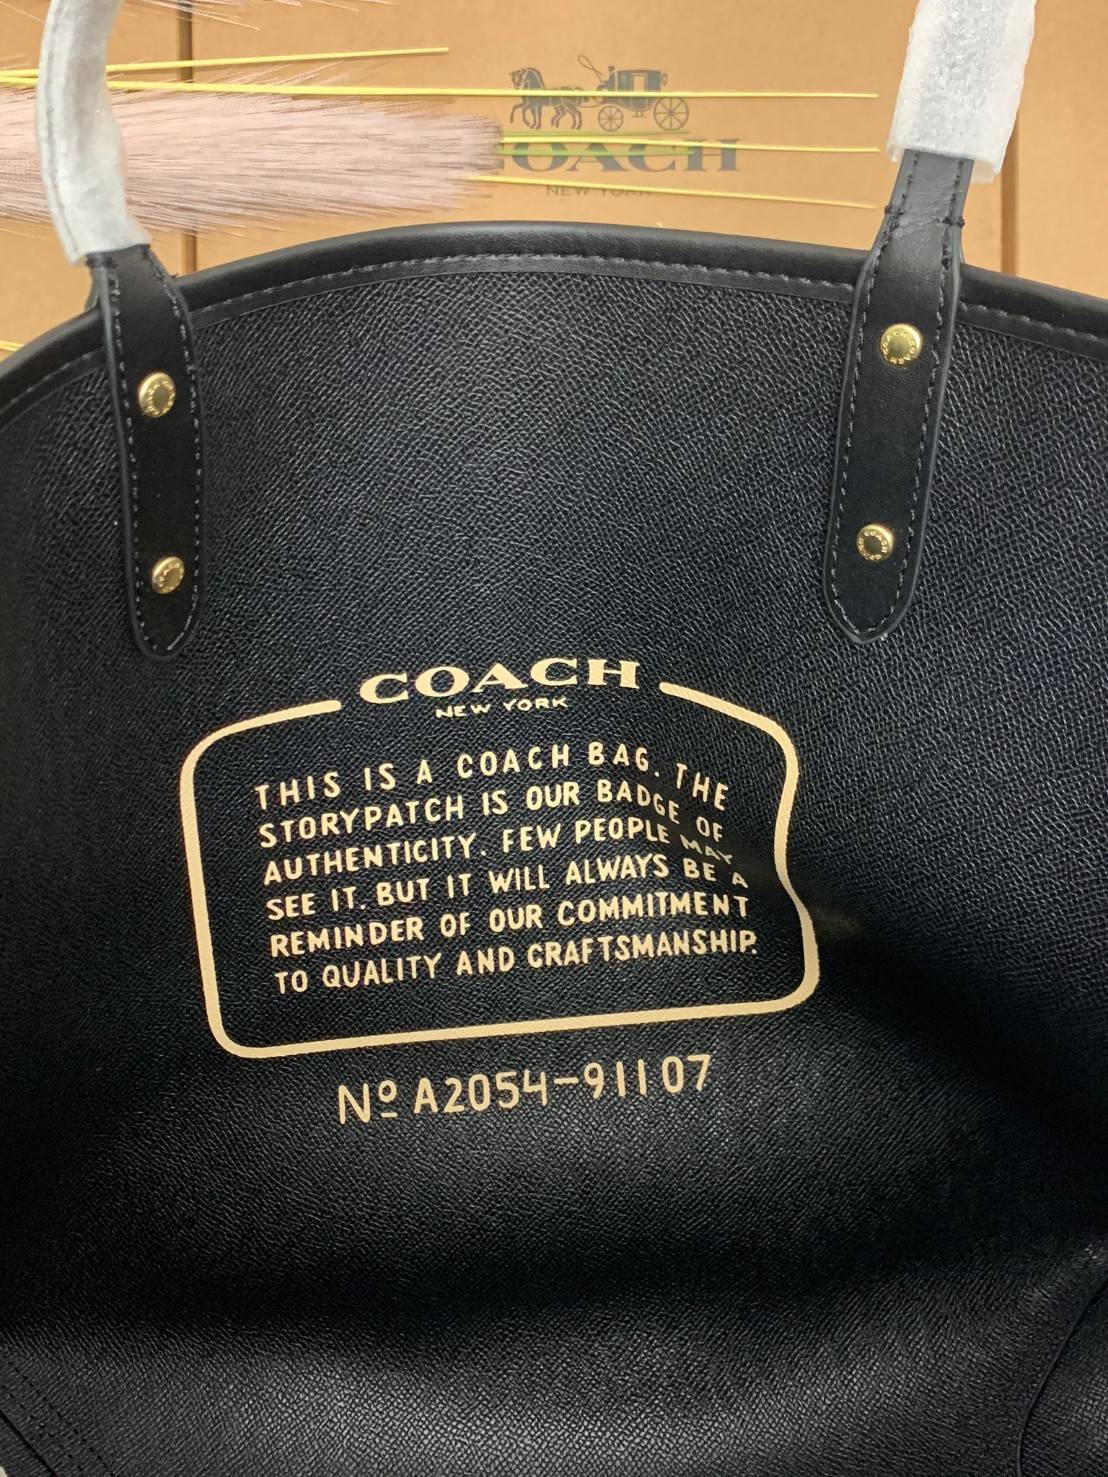 COACH
NEW YORK
COACH
NEW YORK
THIS IS A COACH BAG. THE
STORYPATCH IS OUR BADGE OF
AUTHENTICITY. FEW PEOPLE MAY
SEE IT, BUT IT WILL ALWAYS BE A
REMINDER OF OUR COMMITMENT
TO QUALITY AND CRAFTSMANSHIP.
Nº A2054-91107